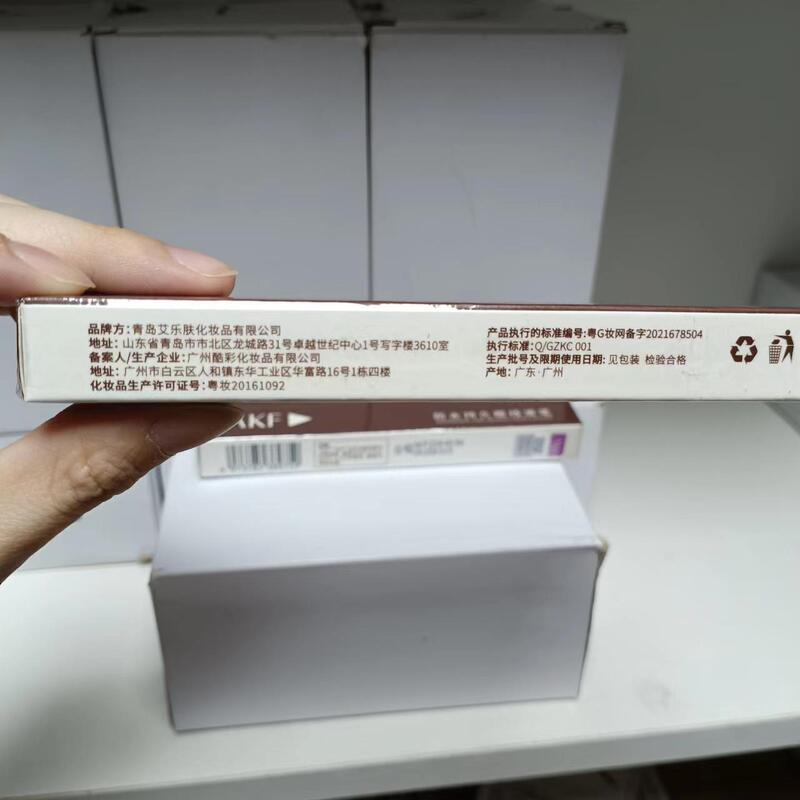 品牌方:青岛艾乐肤化妆品有限公司
地址:山东省青岛市市北区龙城路31号卓越世纪中心1号写字楼3610室
备案人/生产企业:广州酷彩化妆品有限公司
地址:广州市白云区人和镇东华工业区华富路16号1栋四楼
化妆品生产许可证号:粤妆20161092
产品执行的标准编号:粤G妆网备字2021678504
执行标准:Q/GZKC 001
生产批号及限期使用日期:见包装 检验合格
产地:广东·广州
AKF